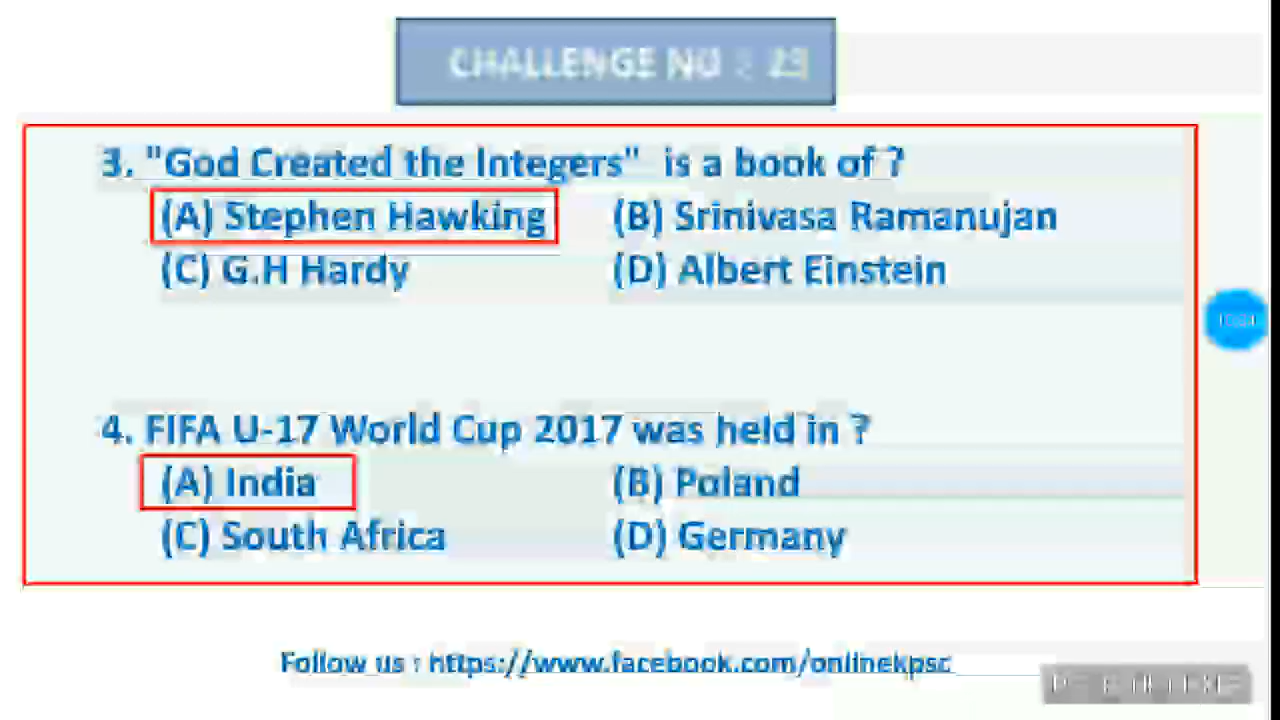 CHALLENGE NO : 23
3. "God Created the Integers" is a book of ?
(A) Stephen Hawking (B) Srinivasa Ramanujan
(C) G.H Hardy (D) Albert Einstein
4. FIFA U-17 World Cup 2017 was held in ?
(A) India (B) Poland
(C) South Africa (D) Germany
Follow us : https://www.facebook.com/onlinekpsc